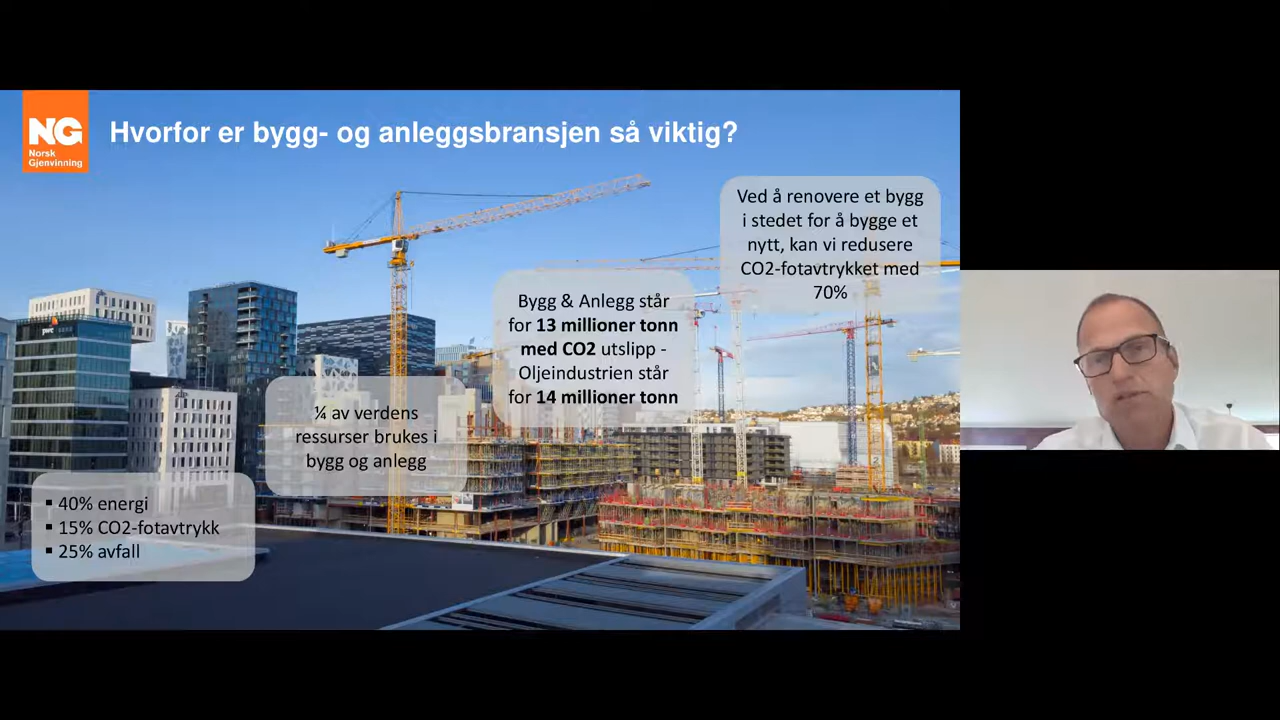 NG
Norsk
Gjenvinning
Hvorfor er bygg- og anleggsbransjen så viktig?
Ved å renovere et bygg
i stedet for å bygge et
nytt, kan vi redusere
CO2-fotavtrykket med
70%
Bygg & Anlegg står
for 13 millioner tonn
med CO2 utslipp -
Oljeindustrien står
for 14 millioner tonn
¼ av verdens
ressurser brukes i
bygg og anlegg
▪ 40% energi
▪ 15% CO2-fotavtrykk
▪ 25% avfall
pwc